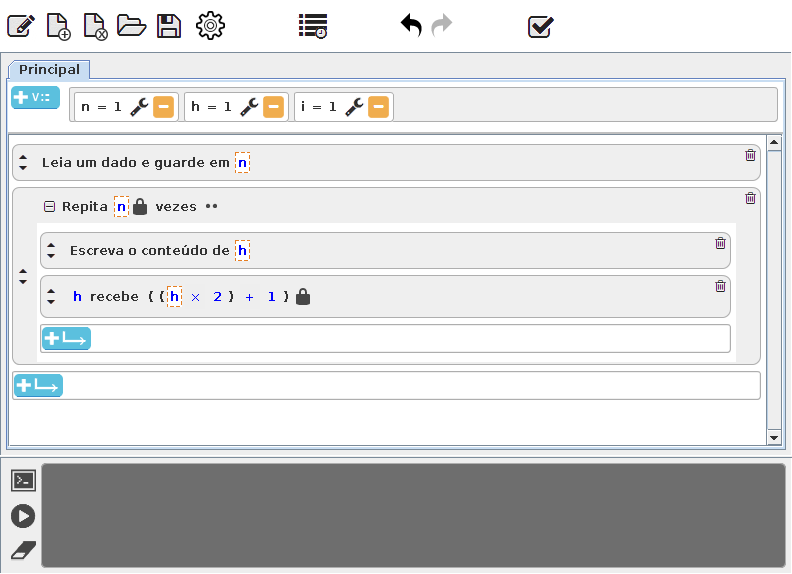 Principal
V:= n = 1 h = 1 i = 1
Leia um dado e guarde em n
Repita n vezes
Escreva o conteúdo de h
h recebe ( ( h × 2 ) + 1 )